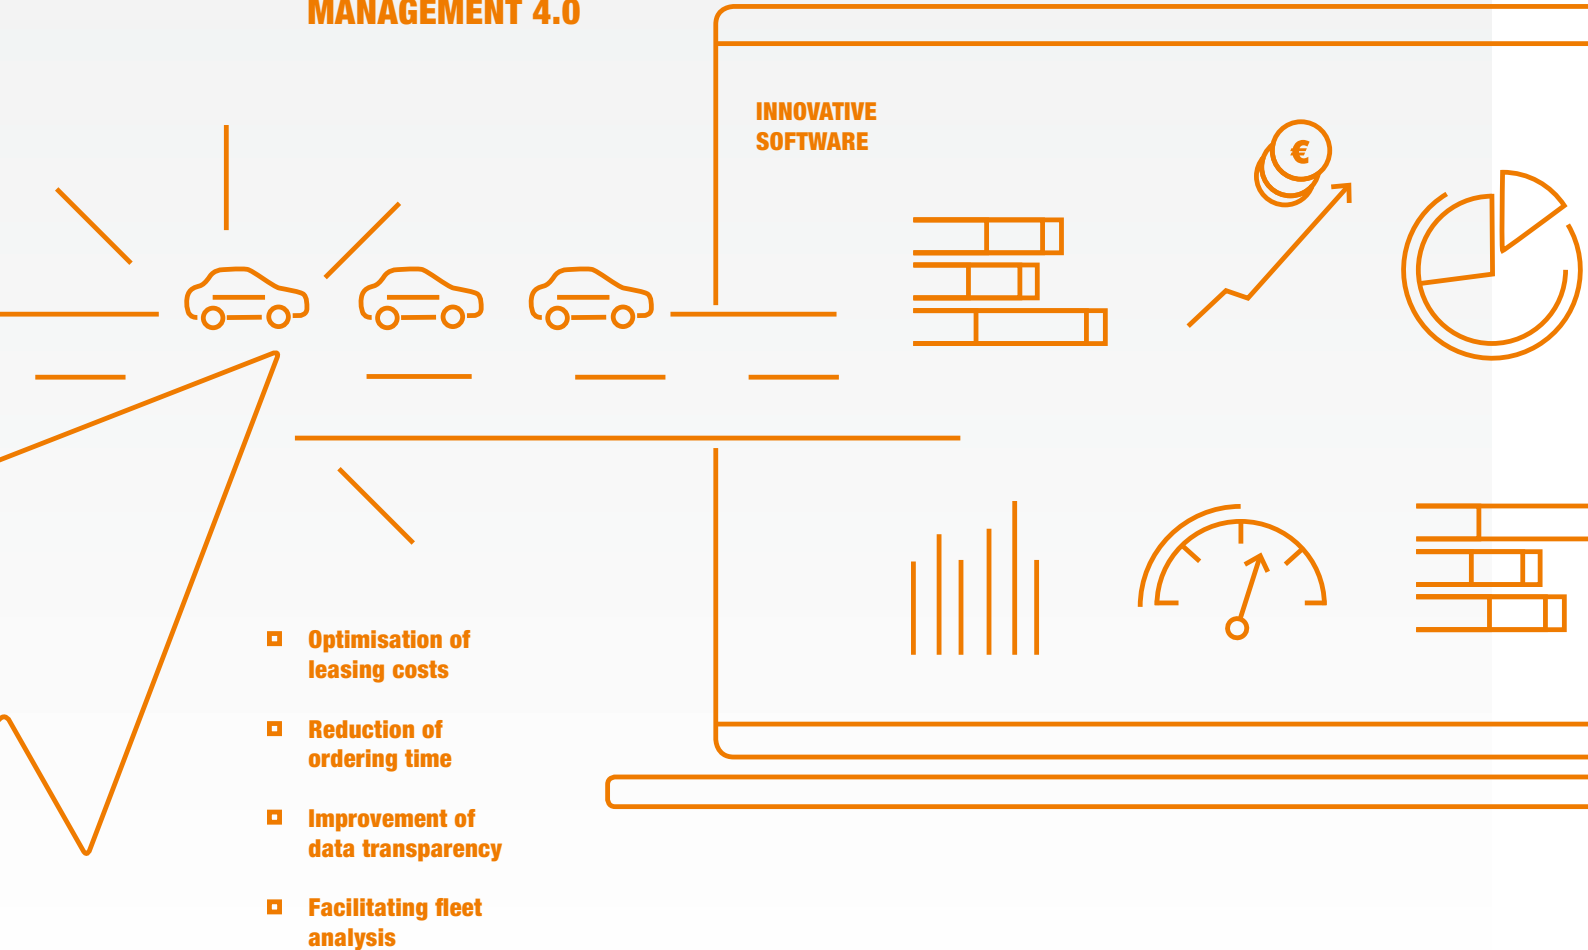 MANAGEMENT 4.0
INNOVATIVE
SOFTWARE
€
Optimisation of
leasing costs
Reduction of
ordering time
Improvement of
data transparency
Facilitating fleet
analysis